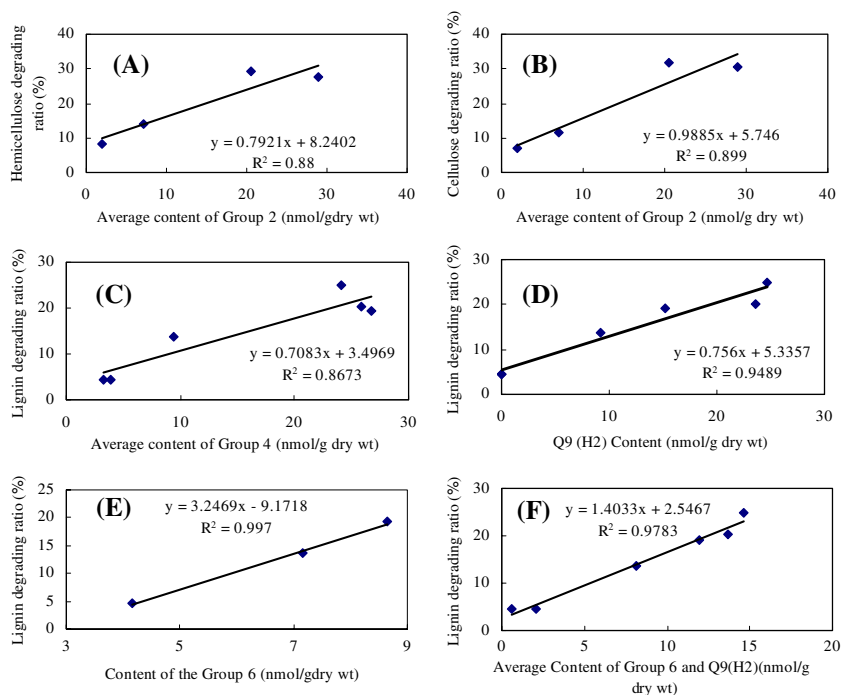 Hemicellulose degrading
ratio (%)
40
30
20
10
0
(A)
y = 0.7921x + 8.2402
R² = 0.88
0 10 20 30 40
Average content of Group 2 (nmol/gdry wt)
Cellulose degrading ratio (%)
40
30
20
10
0
(B)
y = 0.9885x + 5.746
R² = 0.899
0 10 20 30 40
Average content of Group 2 (nmol/g dry wt)
Lignin degrading ratio (%)
30
20
10
0
(C)
y = 0.7083x + 3.4969
R² = 0.8673
0 10 20 30
Average content of Group 4 (nmol/g dry wt)
Lignin degrading ratio (%)
30
20
10
0
(D)
y = 0.756x + 5.3357
R² = 0.9489
0 10 20 30
Q9 (H2) Content (nmol/g dry wt)
Lignin degrading ratio (%)
25
20
15
10
5
0
(E)
y = 3.2469x - 9.1718
R² = 0.997
3 5 7 9
Content of the Group 6 (nmol/gdry wt)
Lignin degrading ratio (%)
30
20
10
0
(F)
y = 1.4033x + 2.5467
R² = 0.9783
0 5 10 15 20
Average Content of Group 6 and Q9(H2)(nmol/g
dry wt)